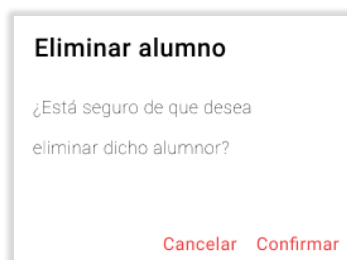 Eliminar alumno
¿Está seguro de que desea
eliminar dicho alumnor?
Cancelar Confirmar